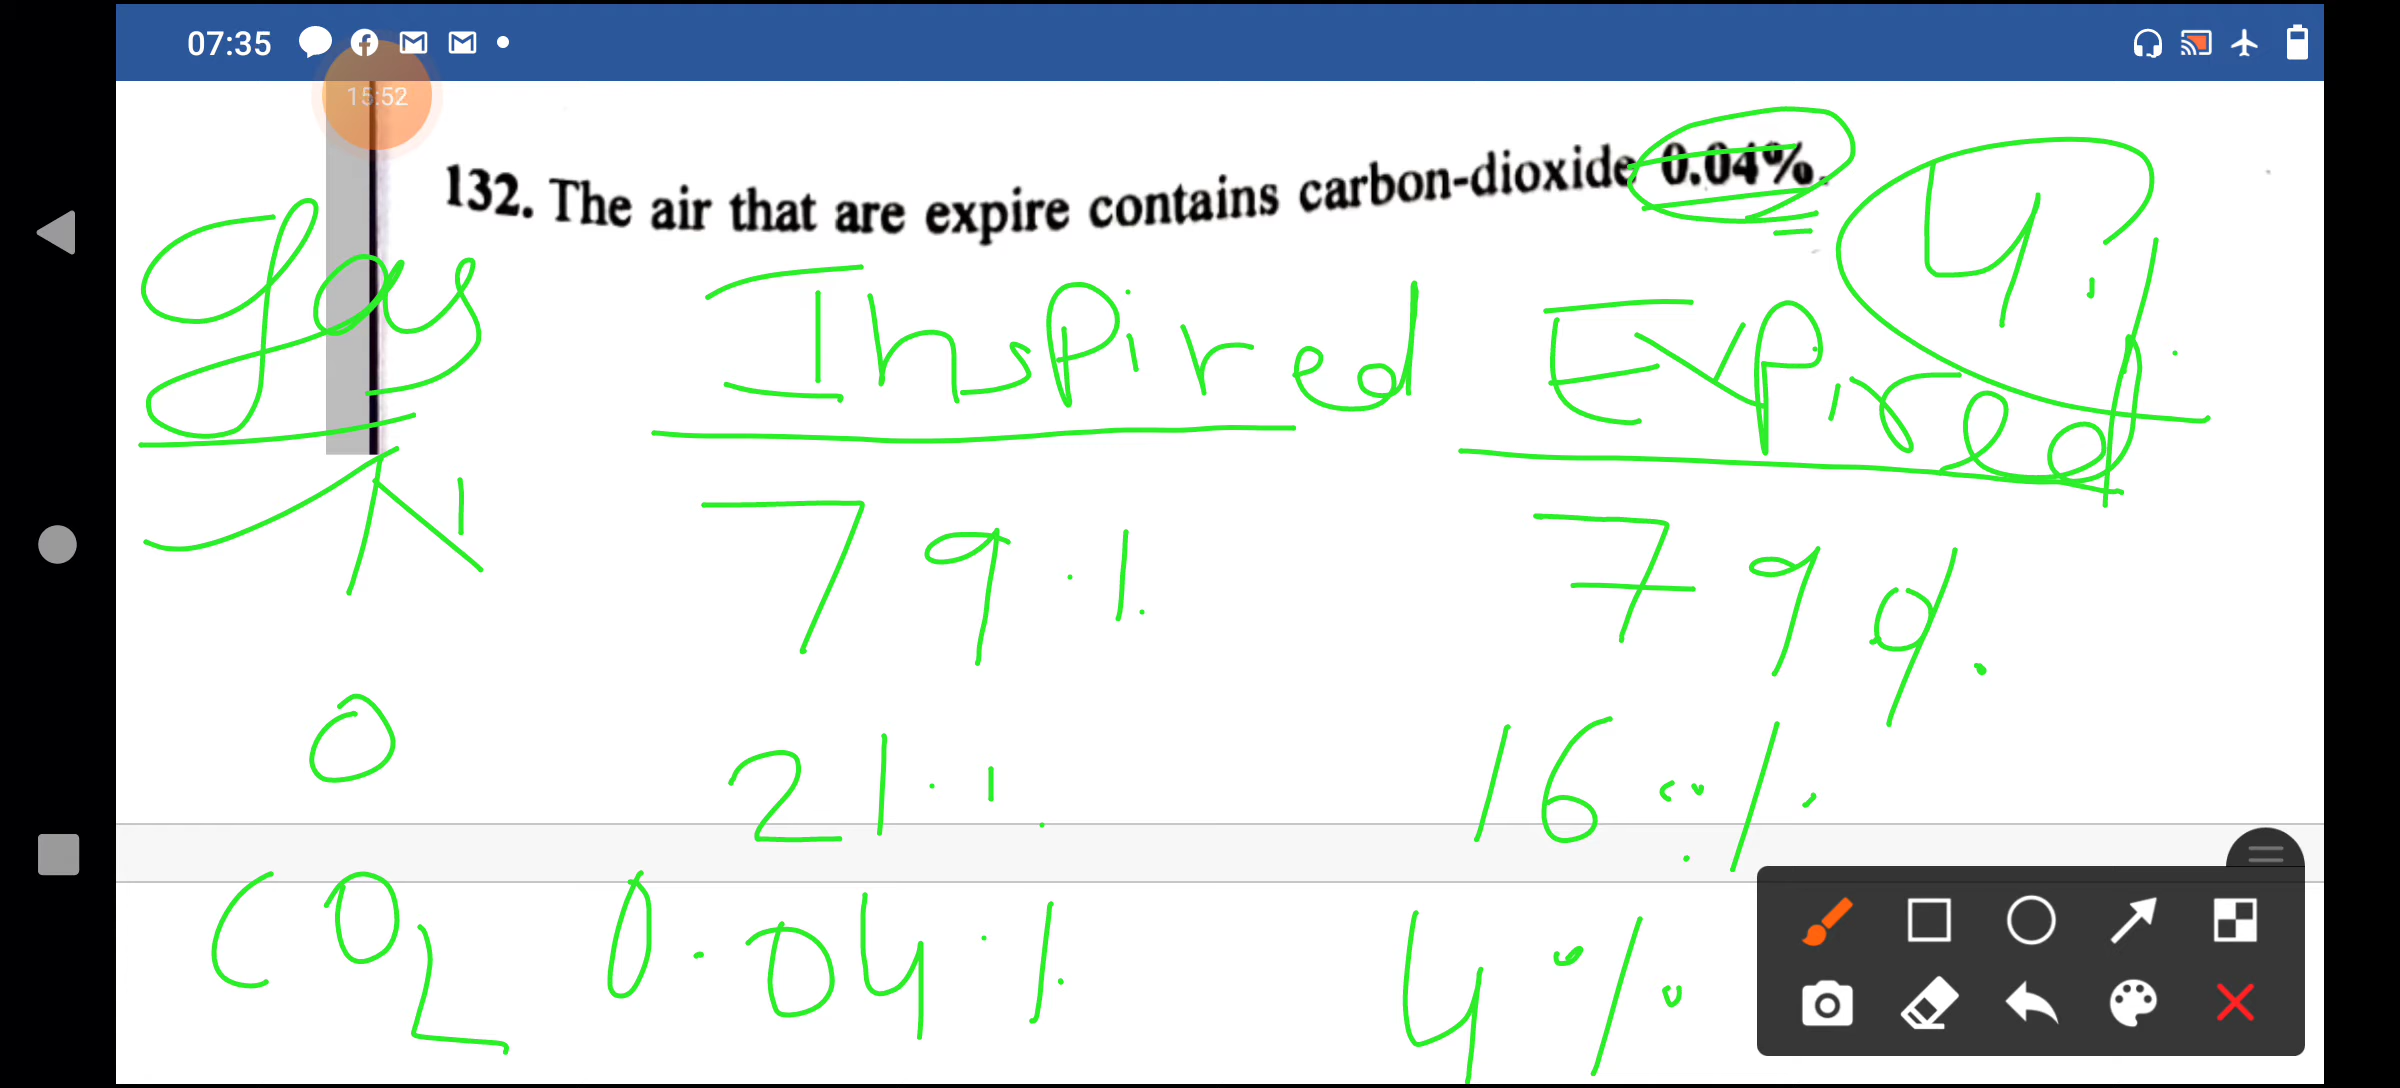 07:35
15:52
132. The air that are expire contains carbon-dioxide 0.04%.
4%
Gas Inspired Expired
N 79% 79%
O 21% 16%
CO2 0.04% 4%